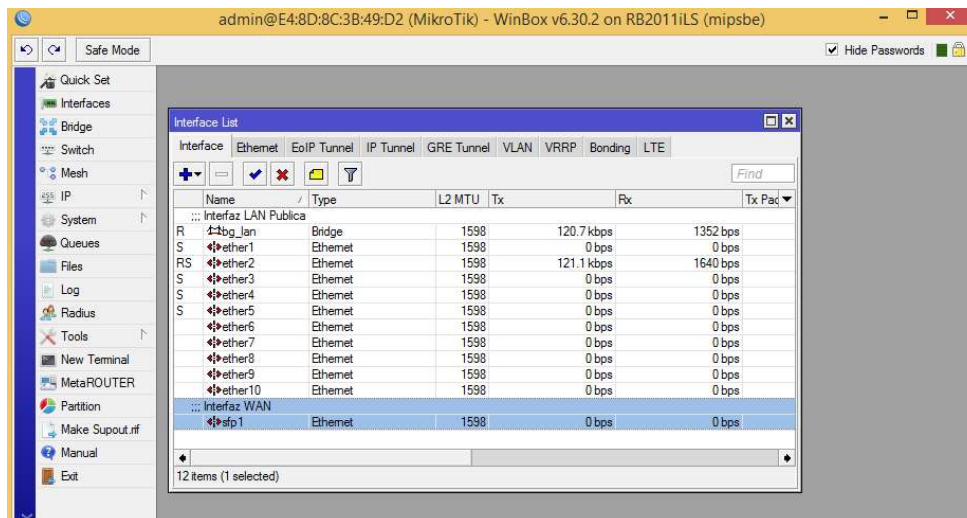 admin@E4:8D:8C:3B:49:D2 (MikroTik) - WinBox v6.30.2 on RB2011iLS (mipsbe)
Safe Mode
Hide Passwords
Quick Set
Interfaces
Bridge
Switch
Mesh
IP
System
Queues
Files
Log
Radius
Tools
New Terminal
MetaROUTER
Partition
Make Supout.rif
Manual
Exit
Interface List
Interface Ethernet EoIP Tunnel IP Tunnel GRE Tunnel VLAN VRRP Bonding LTE
Find
Name / Type L2 MTU Tx Rx Tx Pac
;;; Interfaz LAN Publica
R bg_lan Bridge 1598 120.7 kbps 1352 bps
S ether1 Ethernet 1598 0 bps 0 bps
RS ether2 Ethernet 1598 121.1 kbps 1640 bps
S ether3 Ethernet 1598 0 bps 0 bps
S ether4 Ethernet 1598 0 bps 0 bps
S ether5 Ethernet 1598 0 bps 0 bps
ether6 Ethernet 1598 0 bps 0 bps
ether7 Ethernet 1598 0 bps 0 bps
ether8 Ethernet 1598 0 bps 0 bps
ether9 Ethernet 1598 0 bps 0 bps
ether10 Ethernet 1598 0 bps 0 bps
;;; Interfaz WAN
sfp1 Ethernet 1598 0 bps 0 bps
12 items (1 selected)